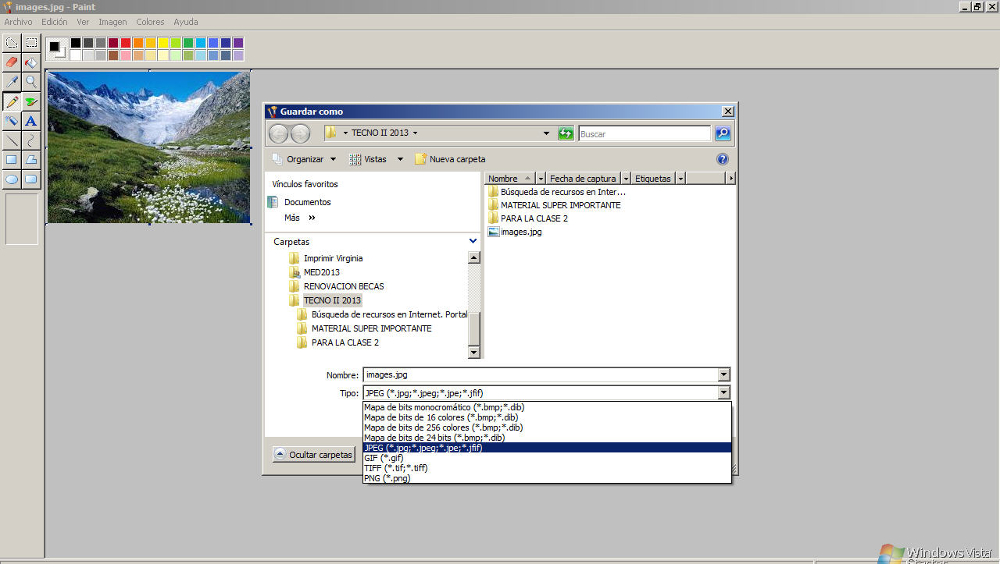 images.jpg - Paint
Archivo Edición Ver Imagen Colores Ayuda
Guardar como
TECNO II 2013
Buscar
Organizar Vistas Nueva carpeta
Vínculos favoritos
Documentos
Más »
Carpetas
Imprimir Virginia
MED2013
RENOVACION BECAS
TECNO II 2013
Búsqueda de recursos en Internet. Portal
MATERIAL SUPER IMPORTANTE
PARA LA CLASE 2
Nombre Fecha de captura Etiquetas
Búsqueda de recursos en Inter...
MATERIAL SUPER IMPORTANTE
PARA LA CLASE 2
images.jpg
Nombre: images.jpg
Tipo: JPEG (*.jpg;*.jpeg;*.jpe;*.jfif)
Mapa de bits monocromático (*.bmp;*.dib)
Mapa de bits de 16 colores (*.bmp;*.dib)
Mapa de bits de 256 colores (*.bmp;*.dib)
Mapa de bits de 24 bits (*.bmp;*.dib)
JPEG (*.jpg;*.jpeg;*.jpe;*.jfif)
GIF (*.gif)
TIFF (*.tif;*.tiff)
PNG (*.png)
Ocultar carpetas
Windows Vista